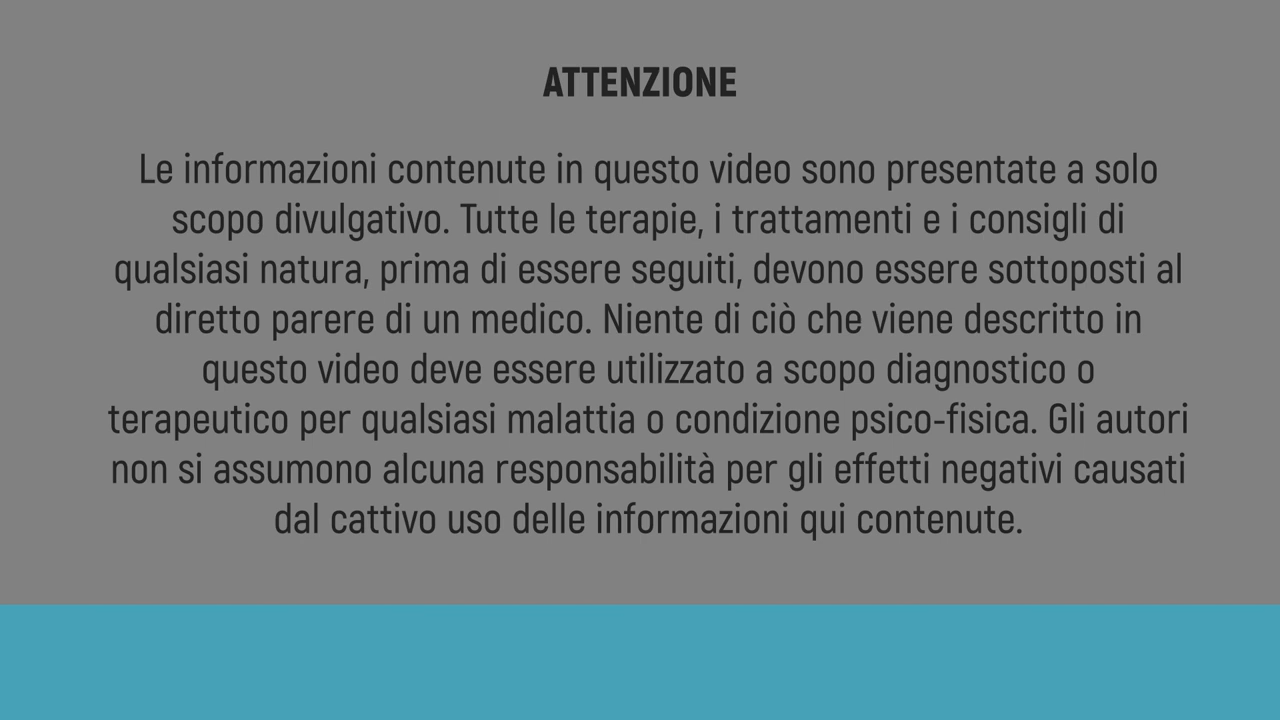 ATTENZIONE
Le informazioni contenute in questo video sono presentate a solo
scopo divulgativo. Tutte le terapie, i trattamenti e i consigli di
qualsiasi natura, prima di essere seguiti, devono essere sottoposti al
diretto parere di un medico. Niente di ciò che viene descritto in
questo video deve essere utilizzato a scopo diagnostico o
terapeutico per qualsiasi malattia o condizione psico-fisica. Gli autori
non si assumono alcuna responsabilità per gli effetti negativi causati
dal cattivo uso delle informazioni qui contenute.